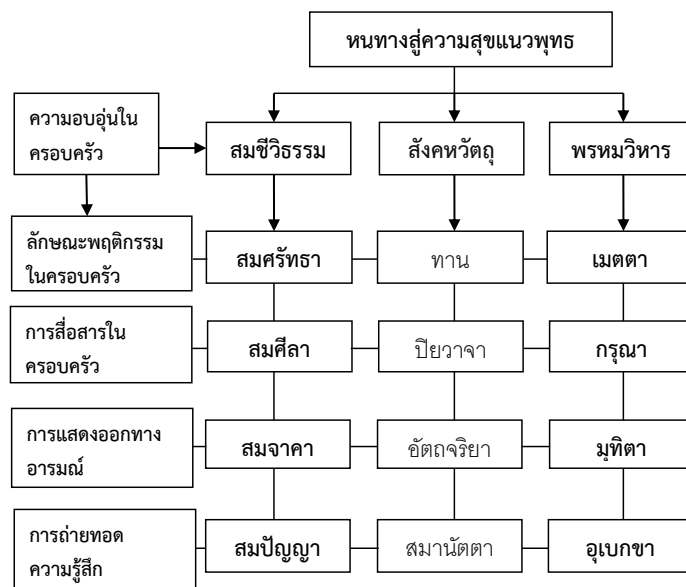 หนทางสู่ความสุขแนวพุทธ
ความอบอุ่นใน
ครอบครัว
สมชีวิธรรม
สังคหวัตถุ
พรหมวิหาร
ลักษณะพฤติกรรม
ในครอบครัว
สมศรัทธา
ทาน
เมตตา
การสื่อสารใน
ครอบครัว
สมศีลา
ปิยวาจา
กรุณา
การแสดงออกทาง
อารมณ์
สมจาคา
อัตถจริยา
มุทิตา
การถ่ายทอด
ความรู้สึก
สมปัญญา
สมานัตตา
อุเบกขา